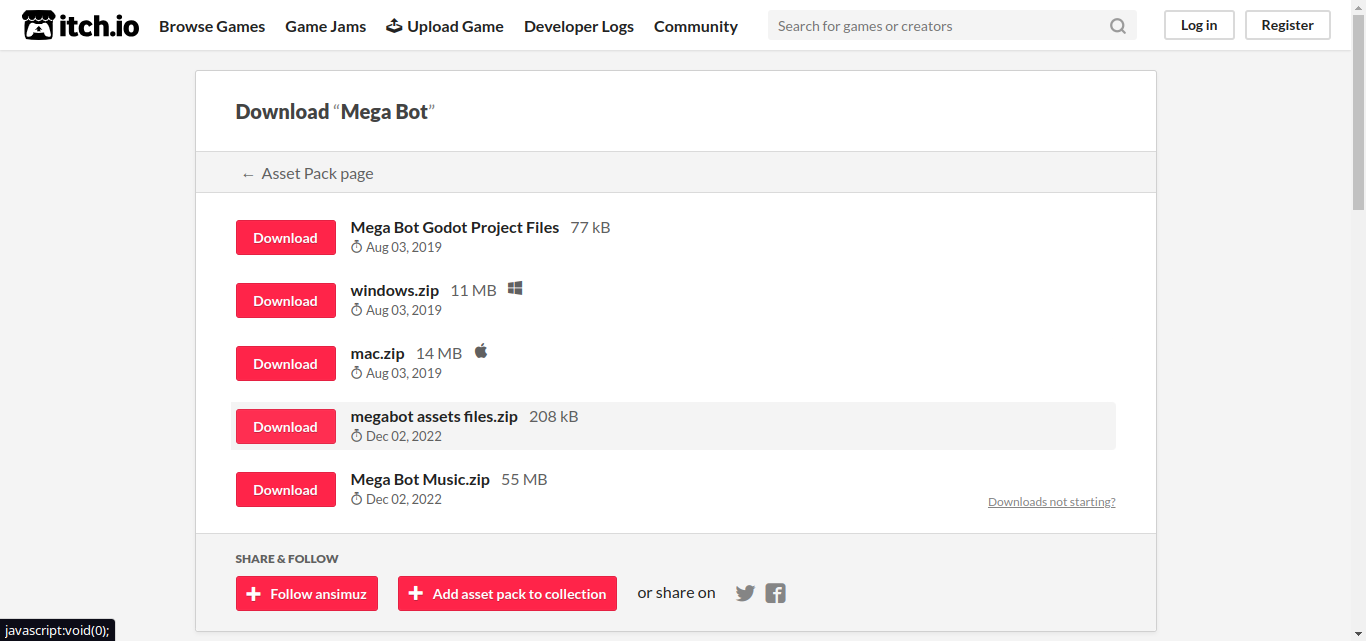 itch.io Browse Games Game Jams Upload Game Developer Logs Community Search for games or creators Log in Register
Download “Mega Bot”
← Asset Pack page
Download Mega Bot Godot Project Files 77 kB
Aug 03, 2019
Download windows.zip 11 MB
Aug 03, 2019
Download mac.zip 14 MB
Aug 03, 2019
Download megabot assets files.zip 208 kB
Dec 02, 2022
Download Mega Bot Music.zip 55 MB
Dec 02, 2022
Downloads not starting?
SHARE & FOLLOW
Follow ansimuz Add asset pack to collection or share on
javascript:void(0);